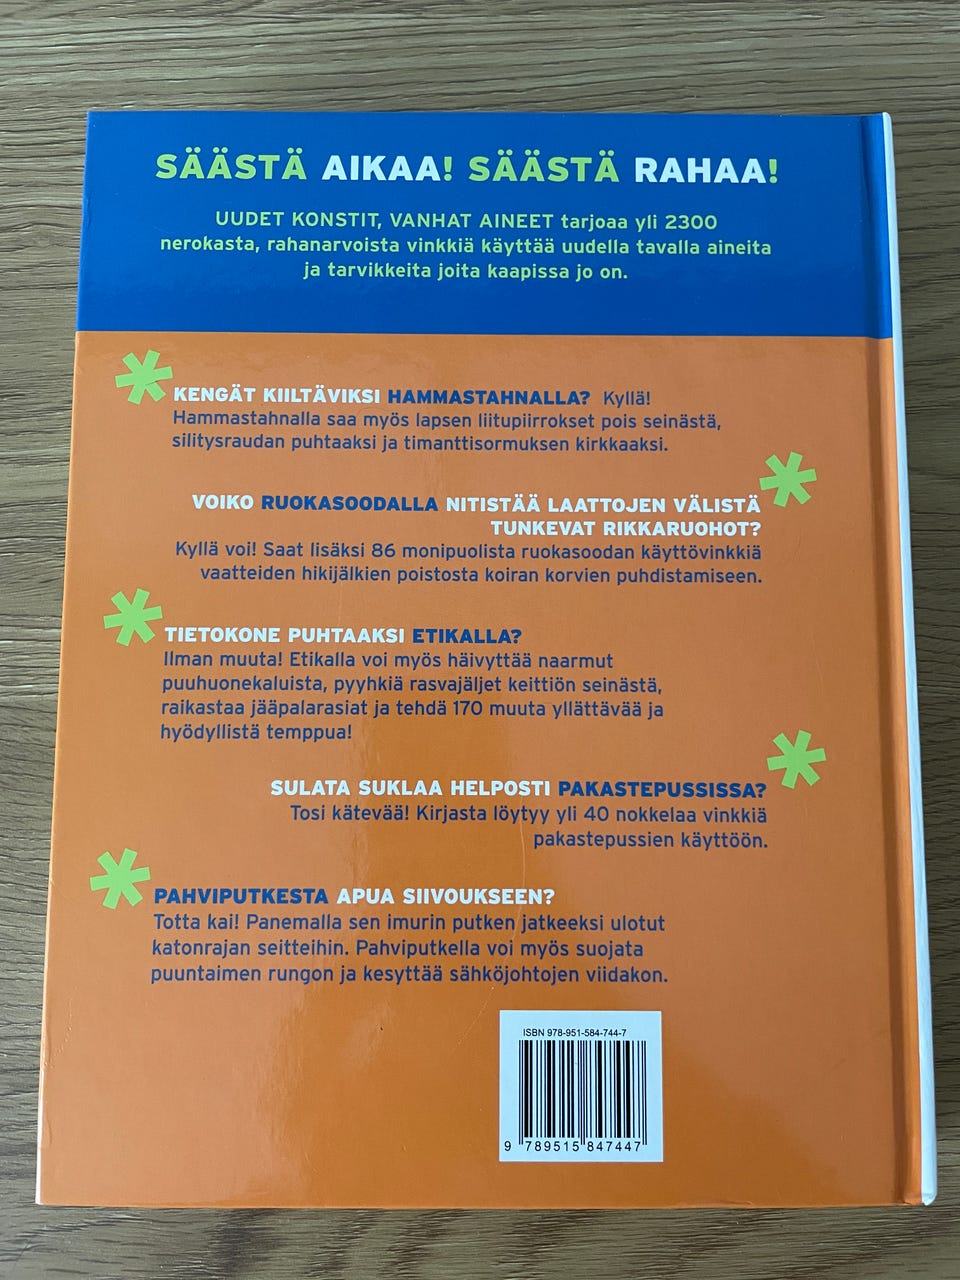 SÄÄSTÄ AIKAA! SÄÄSTÄ RAHAA!
UUDET KONSTIT, VANHAT AINEET tarjoaa yli 2300
nerokasta, rahanarvoista vinkkiä käyttää uudella tavalla aineita
ja tarvikkeita joita kaapissa jo on.
KENGÄT KIILTÄVIKSI HAMMASTAHNALLA? Kyllä!
Hammastahnalla saa myös lapsen liitupiirrokset pois seinästä,
silitysraudan puhtaaksi ja timanttisormuksen kirkkaaksi.
VOIKO RUOKASOODALLA NITISTÄÄ LAATTOJEN VÄLISTÄ
TUNKEVAT RIKKARUOHOT?
Kyllä voi! Saat lisäksi 86 monipuolista ruokasoodan käyttövinkkiä
vaatteiden hikijälkien poistosta koiran korvien puhdistamiseen.
TIETOKONE PUHTAAKSI ETIKALLA?
Ilman muuta! Etikalla voi myös häivyttää naarmut
puuhuonekaluista, pyyhkiä rasvajäljet keittiön seinästä,
raikastaa jääpalarasiat ja tehdä 170 muuta yllättävää ja
hyödyllistä temppua!
SULATA SUKLAA HELPOSTI PAKASTEPUSSISSA?
Tosi kätevää! Kirjasta löytyy yli 40 nokkelaa vinkkiä
pakastepussien käyttöön.
PAHVIPUTKESTA APUA SIIVOUKSEEN?
Totta kai! Panemalla sen imurin putken jatkeeksi ulotut
katonrajan seitteihin. Pahviputkella voi myös suojata
puuntaimen rungon ja kesyttää sähköjohtojen viidakon.
ISBN 978-951-584-744-7
9 789515 847447